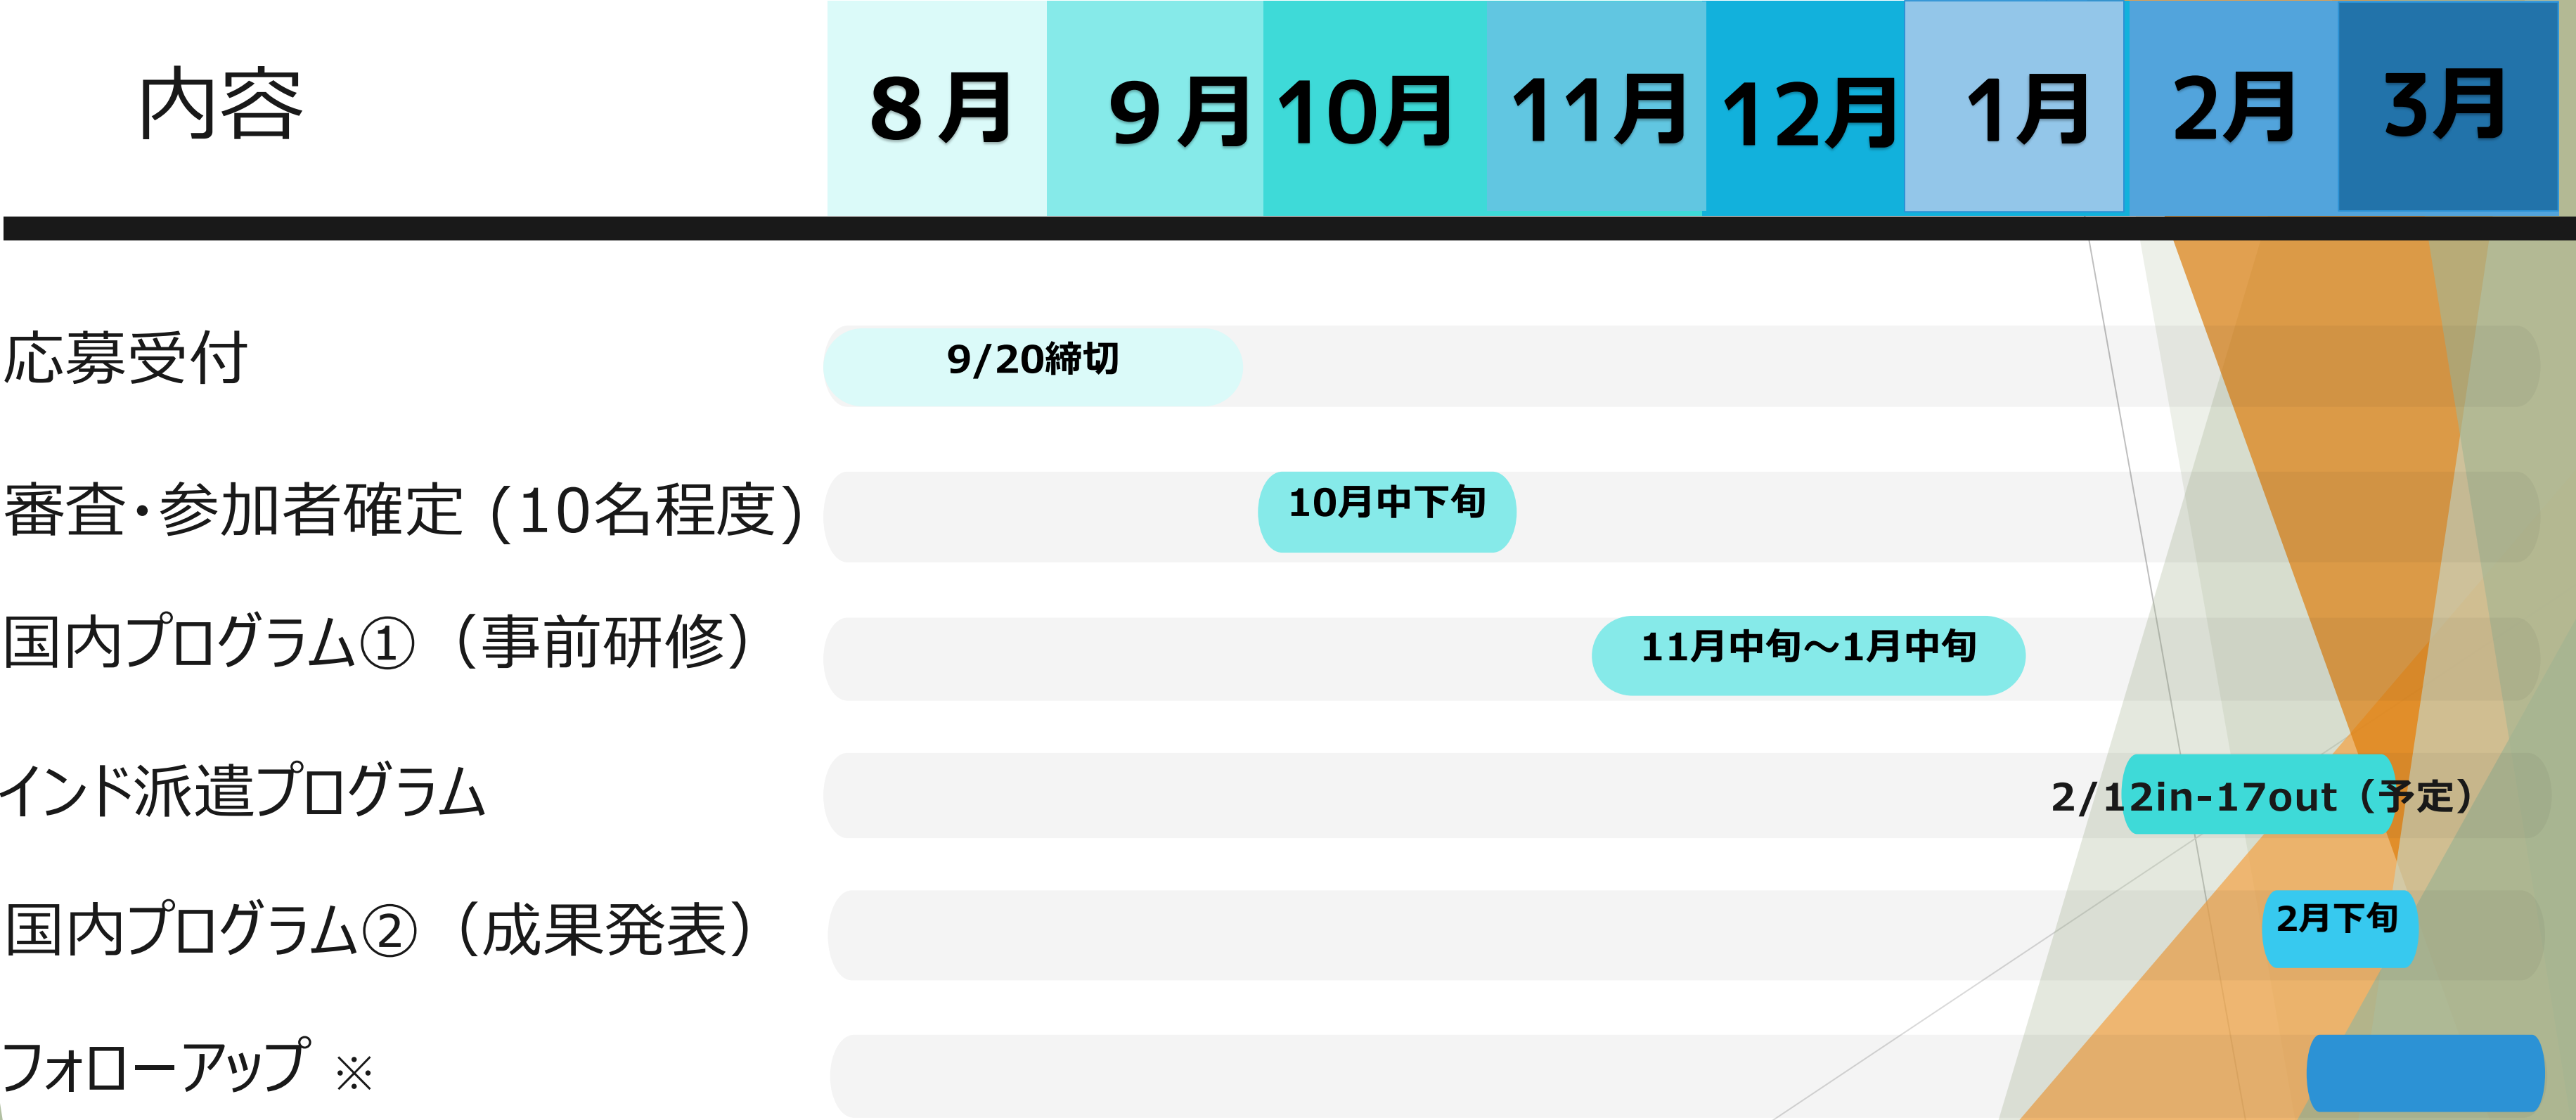 内容 8月 9月 10月 11月 12月 1月 2月 3月
応募受付 9/20締切
審査・参加者確定 (10名程度) 10月中下旬
国内プログラム①（事前研修） 11月中旬～1月中旬
インド派遣プログラム 2/12in-17out（予定）
国内プログラム②（成果発表） 2月下旬
フォローアップ ※